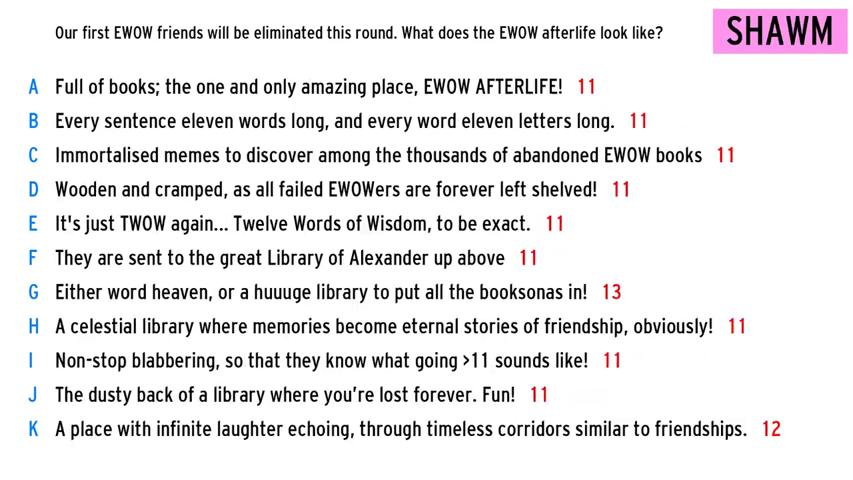 Our first EWOW friends will be eliminated this round. What does the EWOW afterlife look like?
SHAWM
A Full of books; the one and only amazing place, EWOW AFTERLIFE! 11
B Every sentence eleven words long, and every word eleven letters long. 11
C Immortalised memes to discover among the thousands of abandoned EWOW books 11
D Wooden and cramped, as all failed EWOWers are forever left shelved! 11
E It's just TWOW again... Twelve Words of Wisdom, to be exact. 11
F They are sent to the great Library of Alexander up above 11
G Either word heaven, or a huuuge library to put all the booksonas in! 13
H A celestial library where memories become eternal stories of friendship, obviously! 11
I Non-stop blabbering, so that they know what going >11 sounds like! 11
J The dusty back of a library where you’re lost forever. Fun! 11
K A place with infinite laughter echoing, through timeless corridors similar to friendships. 12